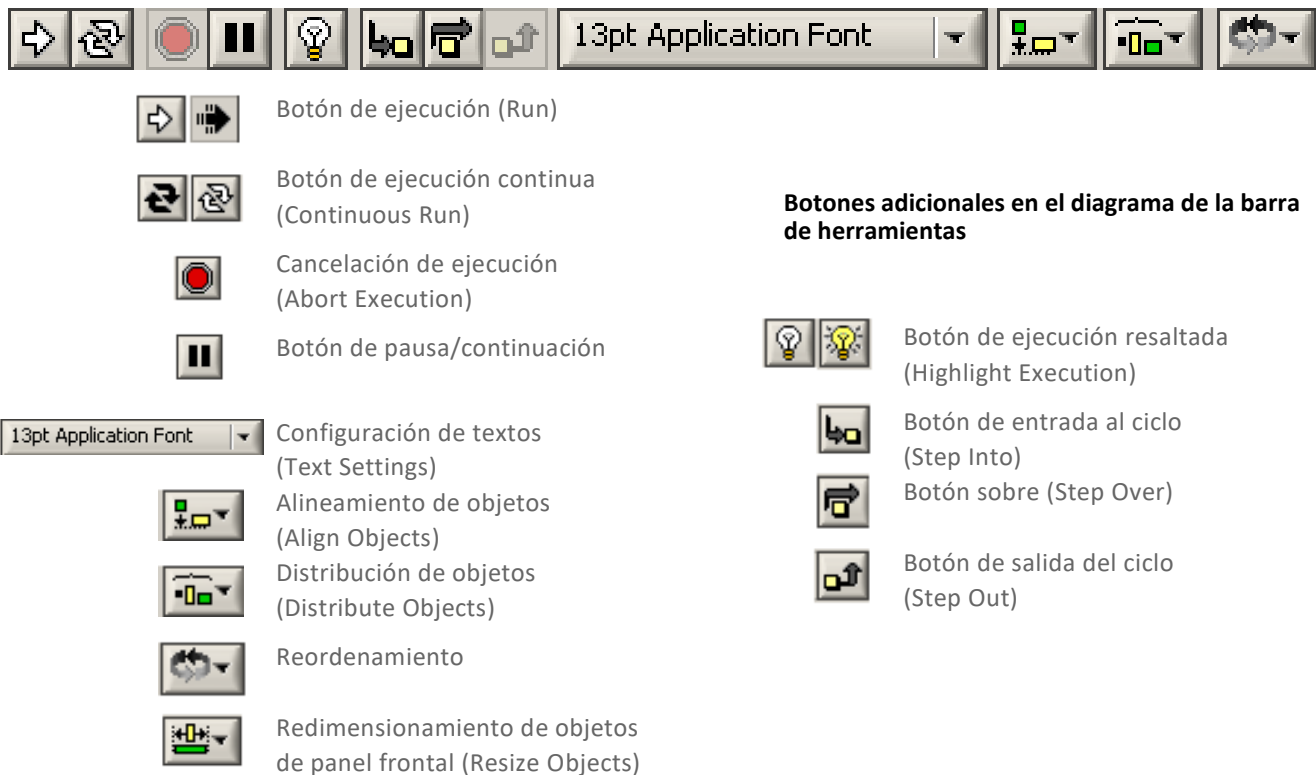 13pt Application Font
Botón de ejecución (Run)
Botón de ejecución continua
(Continuous Run)
Cancelación de ejecución
(Abort Execution)
Botón de pausa/continuación
13pt Application Font
Configuración de textos
(Text Settings)
Alineamiento de objetos
(Align Objects)
Distribución de objetos
(Distribute Objects)
Reordenamiento
Redimensionamiento de objetos
de panel frontal (Resize Objects)
Botones adicionales en el diagrama de la barra
de herramientas
Botón de ejecución resaltada
(Highlight Execution)
Botón de entrada al ciclo
(Step Into)
Botón sobre (Step Over)
Botón de salida del ciclo
(Step Out)